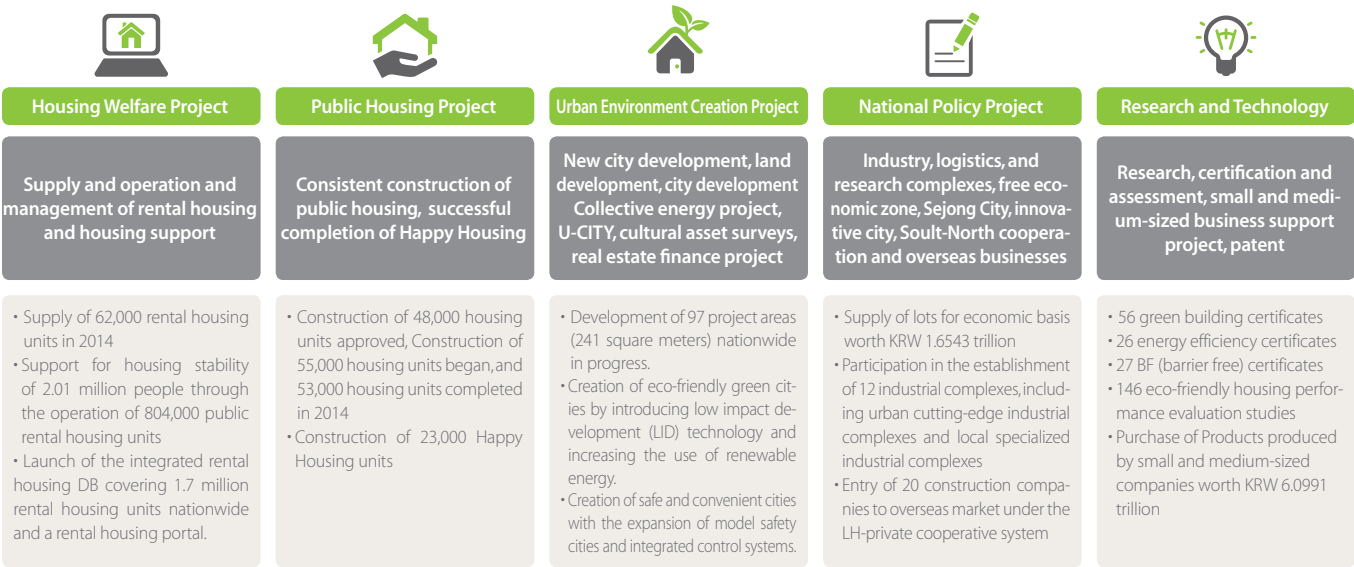 Housing Welfare Project
Supply and operation and
management of rental housing
and housing support
• Supply of 62,000 rental housing
units in 2014
• Support for housing stability
of 2.01 million people through
the operation of 804,000 public
rental housing units
• Launch of the integrated rental
housing DB covering 1.7 million
rental housing units nationwide
and a rental housing portal.
Public Housing Project
Consistent construction of
public housing, successful
completion of Happy Housing
• Construction of 48,000 housing
units approved, Construction of
55,000 housing units began, and
53,000 housing units completed
in 2014
• Construction of 23,000 Happy
Housing units
Urban Environment Creation Project
New city development, land
development, city development
Collective energy project,
U-CITY, cultural asset surveys,
real estate finance project
• Development of 97 project areas
(241 square meters) nationwide
in progress.
• Creation of eco-friendly green cit-
ies by introducing low impact de-
velopment (LID) technology and
increasing the use of renewable
energy.
• Creation of safe and convenient cities
with the expansion of model safety
cities and integrated control systems.
National Policy Project
Industry, logistics, and
research complexes, free eco-
nomic zone, Sejong City, innova-
tive city, Soult-North coopera-
tion and overseas businesses
• Supply of lots for economic basis
worth KRW 1.6543 trillion
• Participation in the establishment
of 12 industrial complexes, includ-
ing urban cutting-edge industrial
complexes and local specialized
industrial complexes
• Entry of 20 construction compa-
nies to overseas market under the
LH-private cooperative system
Research and Technology
Research, certification and
assessment, small and medi-
um-sized business support
project, patent
• 56 green building certificates
• 26 energy efficiency certificates
• 27 BF (barrier free) certificates
• 146 eco-friendly housing perfor-
mance evaluation studies
• Purchase of Products produced
by small and medium-sized
companies worth KRW 6.0991
trillion